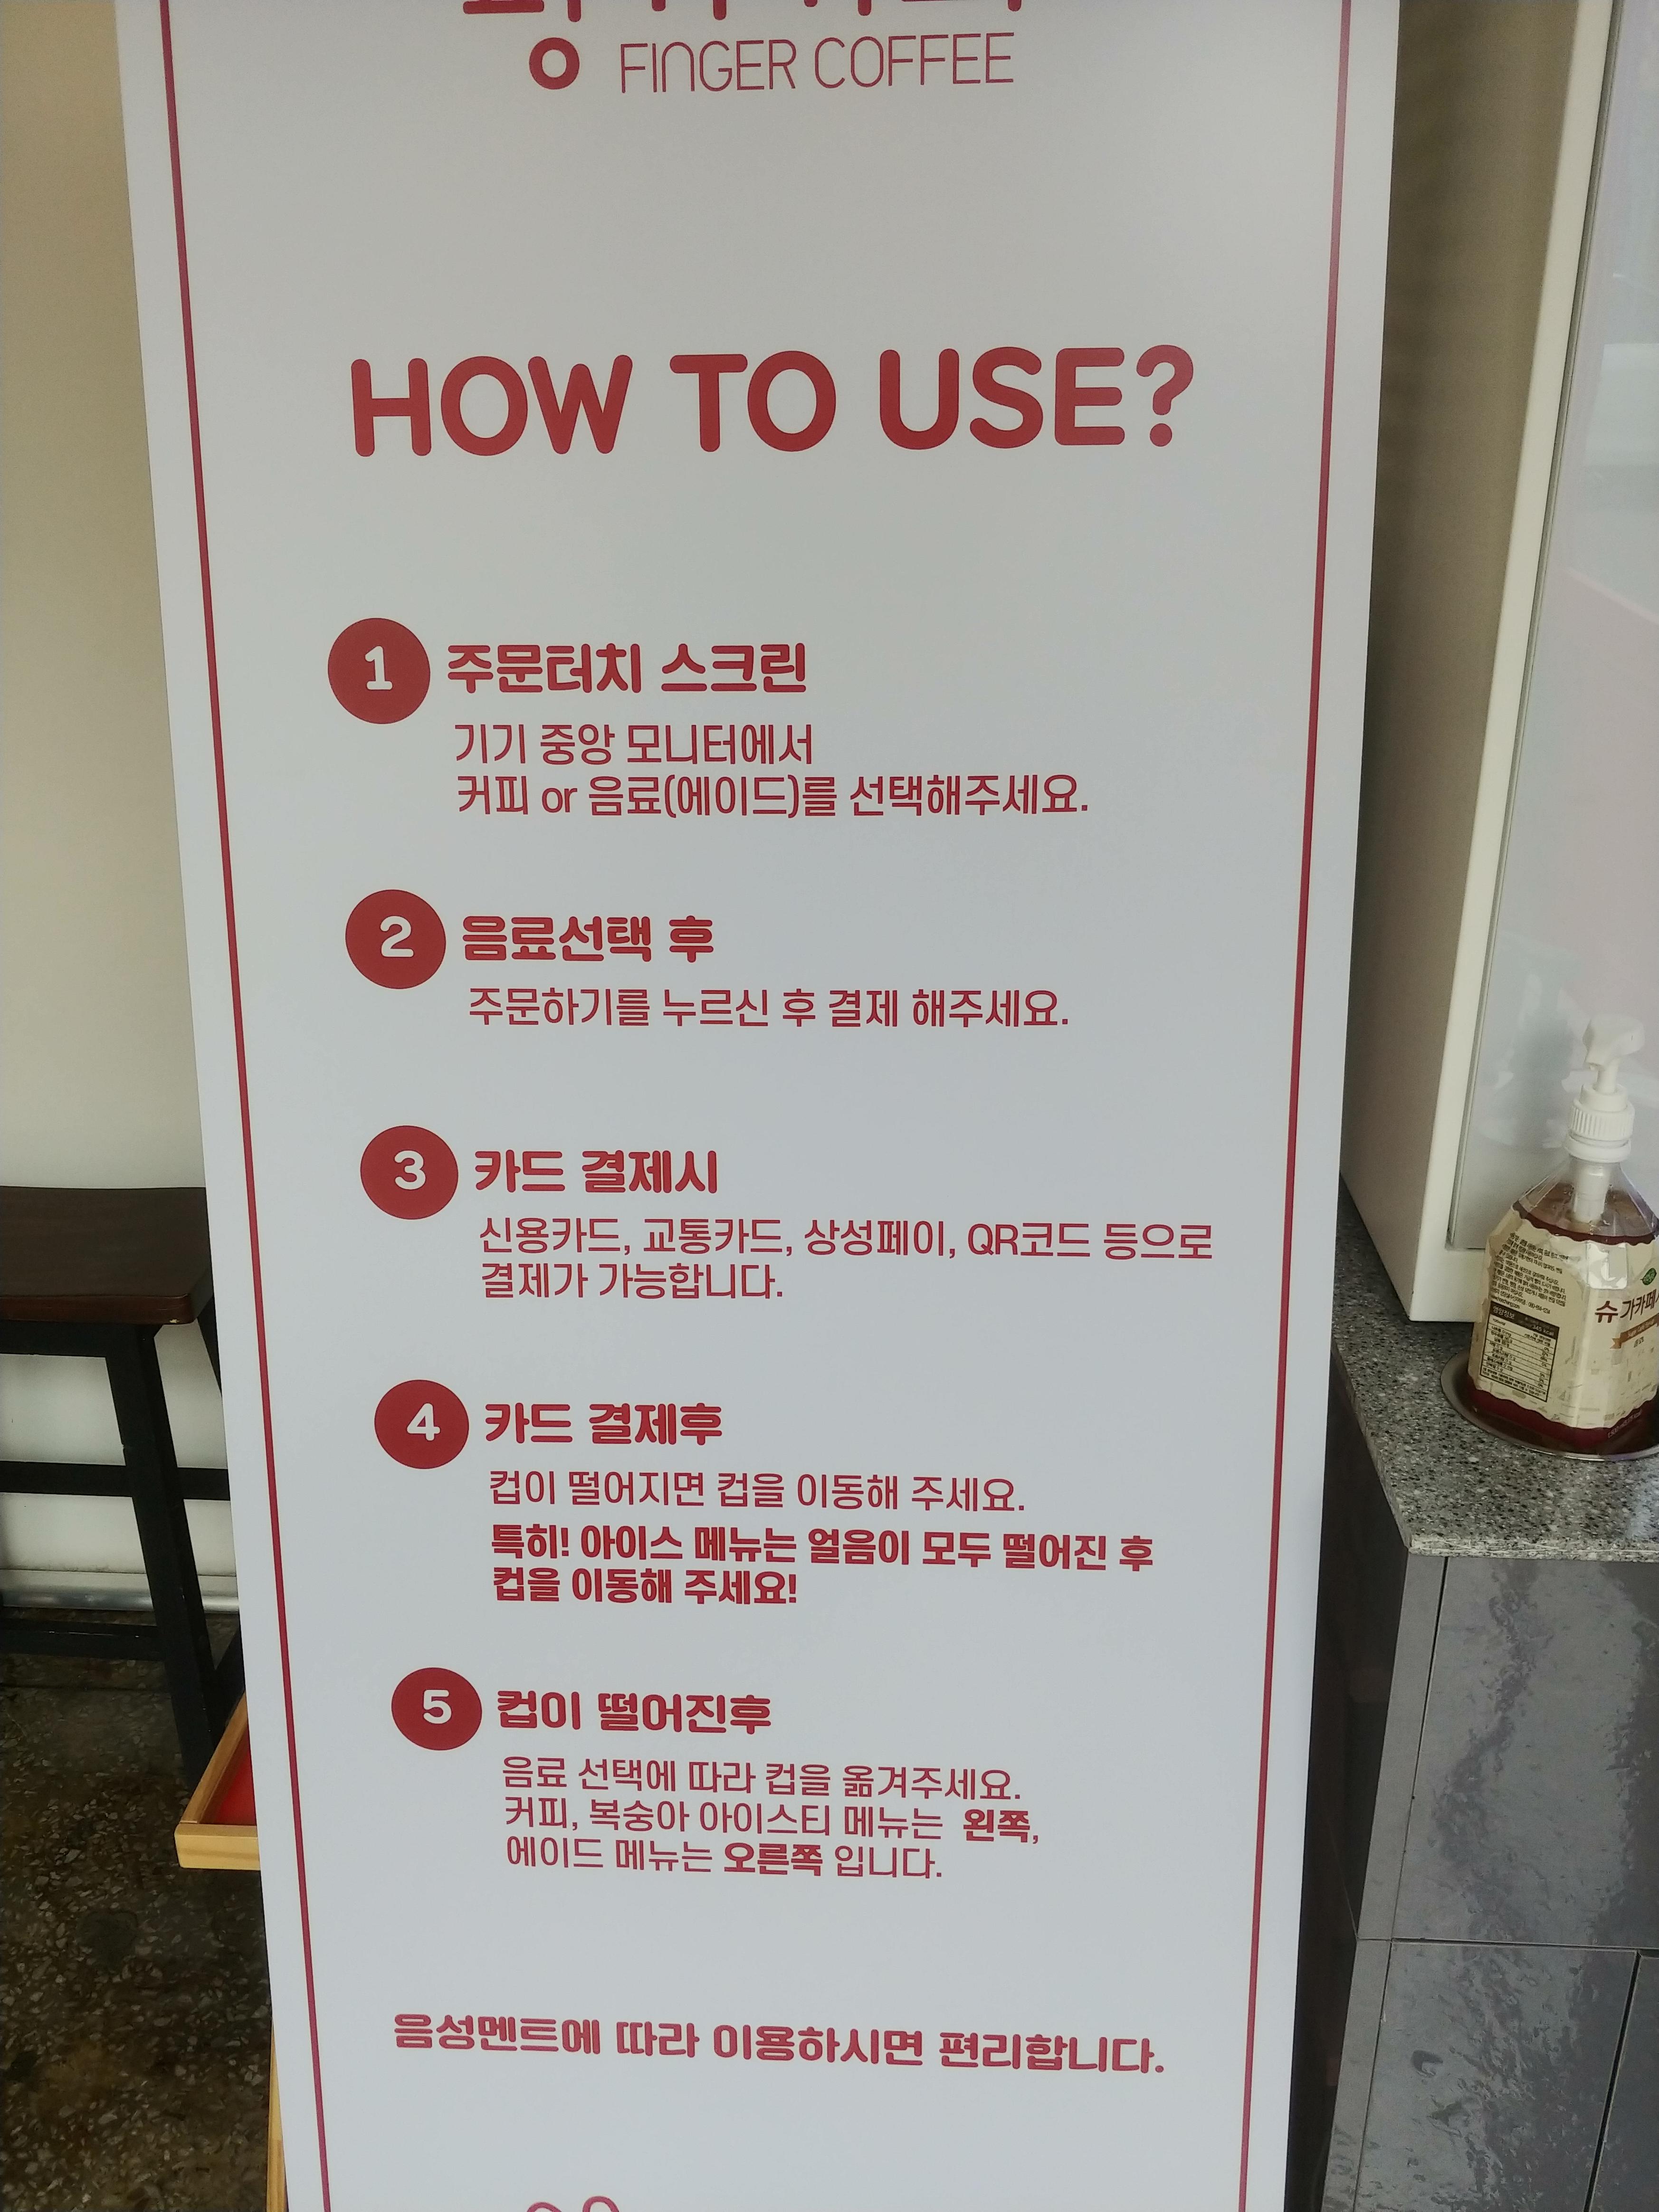 FINGER COFFEE
HOW TO USE?
1 주문터치 스크린
기기 중앙 모니터에서
커피 or 음료(에이드)를 선택해주세요.
2 음료선택 후
주문하기를 누르신 후 결제 해주세요.
3 카드 결제시
신용카드, 교통카드, 상성페이, QR코드 등으로
결제가 가능합니다.
4 카드 결제후
컵이 떨어지면 컵을 이동해 주세요.
특히! 아이스 메뉴는 얼음이 모두 떨어진 후
컵을 이동해 주세요!
5 컵이 떨어진후
음료 선택에 따라 컵을 옮겨주세요.
커피, 복숭아 아이스티 메뉴는 왼쪽,
에이드 메뉴는 오른쪽 입니다.
음성멘트에 따라 이용하시면 편리합니다.
슈가카페